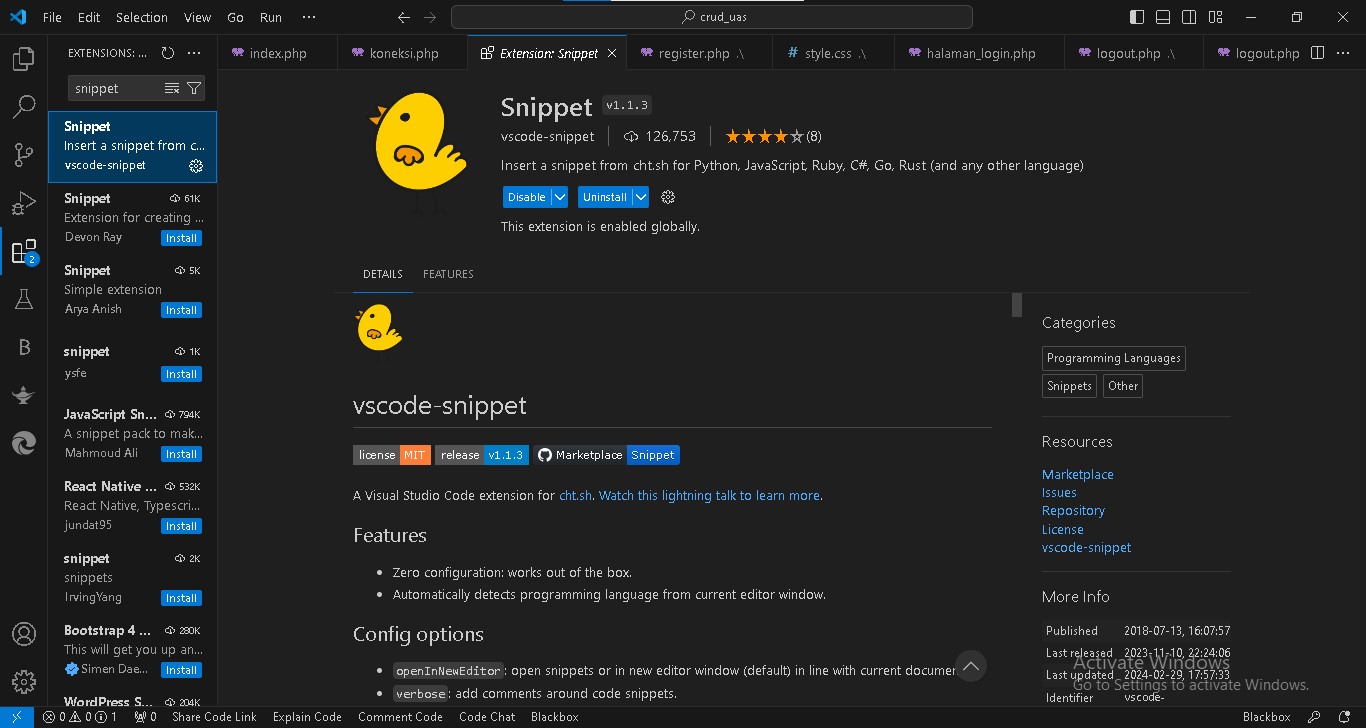 File Edit Selection View Go Run ···
crud_uas
EXTENSIONS: ...
index.php
koneksi.php
Extension: Snippet
register.php .\
style.css .\
halaman_login.php
logout.php .\
logout.php
snippet
Snippet
Insert a snippet from c...
vscode-snippet
Snippet 61K
Extension for creating ...
Devon Ray Install
Snippet 5K
Simple extension
Arya Anish Install
snippet 1K
ysfe Install
JavaScript Sn... 794K
A snippet pack to mak...
Mahmoud Ali Install
React Native ... 532K
React Native, Typescri...
jundat95 Install
snippet 2K
snippets
IrvingYang Install
Bootstrap 4 ... 280K
This will get you up an...
Simen Dae... Install
WordPress S... 204K
2
B
Snippet v1.1.3
vscode-snippet 126,753 (8)
Insert a snippet from cht.sh for Python, JavaScript, Ruby, C#, Go, Rust (and any other language)
Disable Uninstall
This extension is enabled globally.
DETAILS FEATURES
vscode-snippet
license MIT release v1.1.3 Marketplace Snippet
A Visual Studio Code extension for cht.sh. Watch this lightning talk to learn more.
Features
• Zero configuration: works out of the box.
• Automatically detects programming language from current editor window.
Config options
• openInNewEditor: open snippets or in new editor window (default) in line with current documen
• verbose: add comments around code snippets.
Categories
Programming Languages
Snippets Other
Resources
Marketplace
Issues
Repository
License
vscode-snippet
More Info
Published 2018-07-13, 16:07:57
Last released 2023-11-10, 22:24:06
Last updated 2024-02-29, 17:57:33
Identifier vscode-
Activate Windows
Go to Settings to activate Windows.
0 0 1 0 Share Code Link Explain Code Comment Code Code Chat Blackbox Blackbox